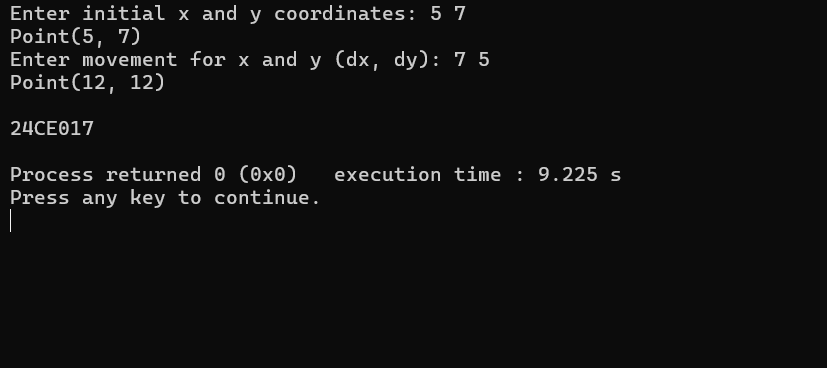 Enter initial x and y coordinates: 5 7
Point(5, 7)
Enter movement for x and y (dx, dy): 7 5
Point(12, 12)
24CE017
Process returned 0 (0x0)   execution time : 9.225 s
Press any key to continue.